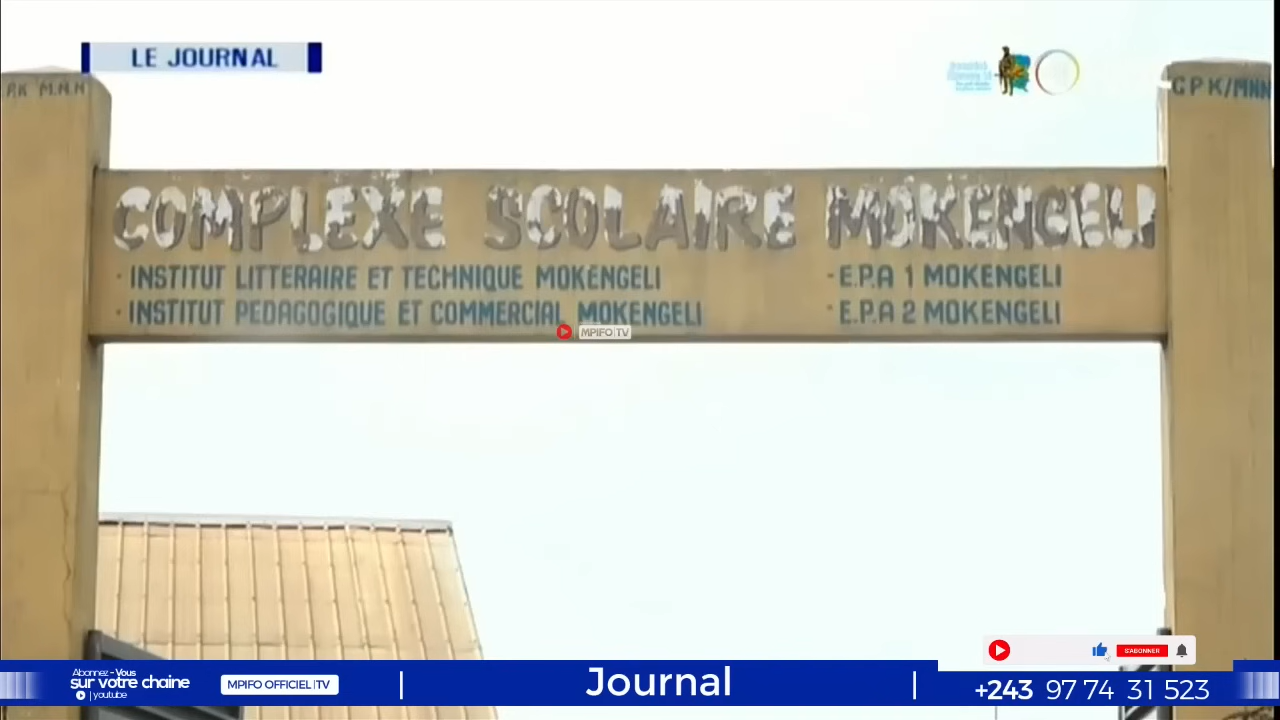 LE JOURNAL
P.K M.N.N
G P K/MNN
COMPLEXE SCOLAIRE MOKENGELI
· INSTITUT LITTERAIRE ET TECHNIQUE MOKENGELI
- E.P.A 1 MOKENGELI
· INSTITUT PEDAGOGIQUE ET COMMERCIAL MOKENGELI
- E.P.A 2 MOKENGELI
MPIFO|TV
S'ABONNER
Abonnez-Vous
sur votre chaine
youtube
MPIFO OFFICIEL|TV
Journal
+243 97 74 31 523